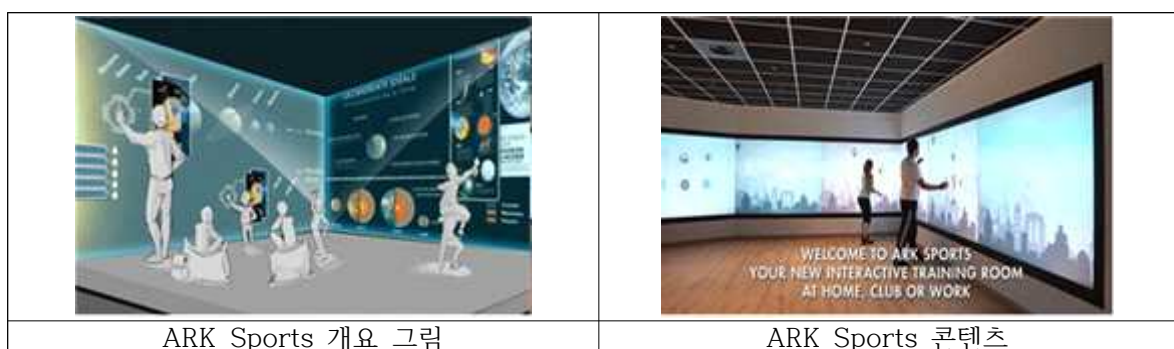 WELCOME TO ARK SPORTS
YOUR NEW INTERACTIVE TRAINING ROOM
AT HOME, CLUB OR WORK
ARK Sports 개요 그림
ARK Sports 콘텐츠